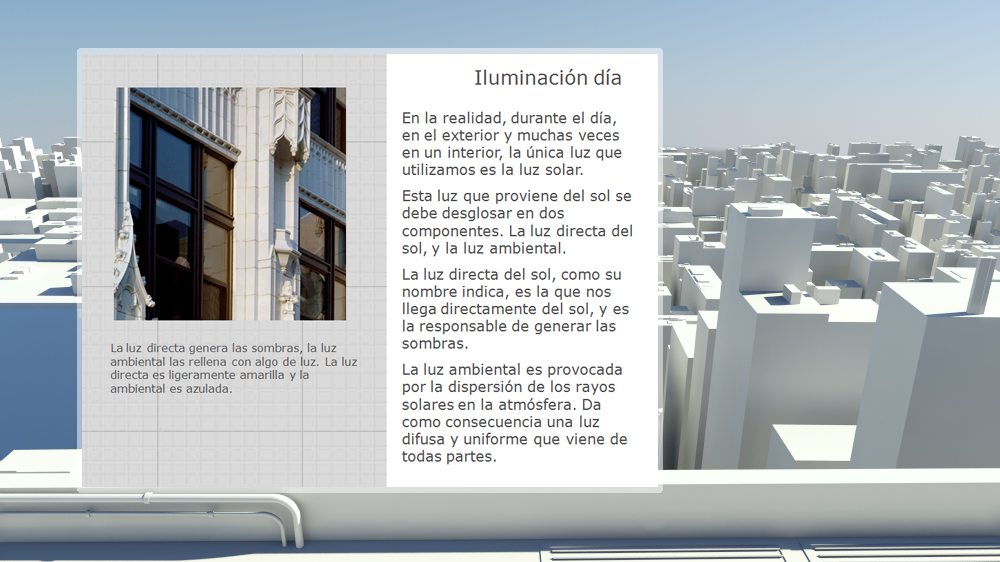 Iluminación día
En la realidad, durante el día,
en el exterior y muchas veces
en un interior, la única luz que
utilizamos es la luz solar.
Esta luz que proviene del sol se
debe desglosar en dos
componentes. La luz directa del
sol, y la luz ambiental.
La luz directa del sol, como su
nombre indica, es la que nos
llega directamente del sol, y es
la responsable de generar las
sombras.
La luz ambiental es provocada
por la dispersión de los rayos
solares en la atmósfera. Da
como consecuencia una luz
difusa y uniforme que viene de
todas partes.
La luz directa genera las sombras, la luz
ambiental las rellena con algo de luz. La luz
directa es ligeramente amarilla y la
ambiental es azulada.